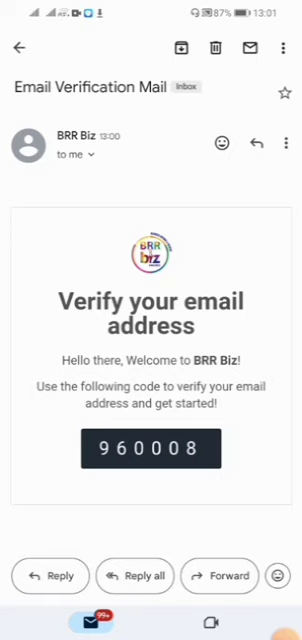 87% 13:01
Email Verification Mail Inbox
BRR Biz 13:00
to me
BRR
biz
Verify your email
address
Hello there, Welcome to BRR Biz!
Use the following code to verify your email
address and get started!
960008
Reply Reply all Forward
99+